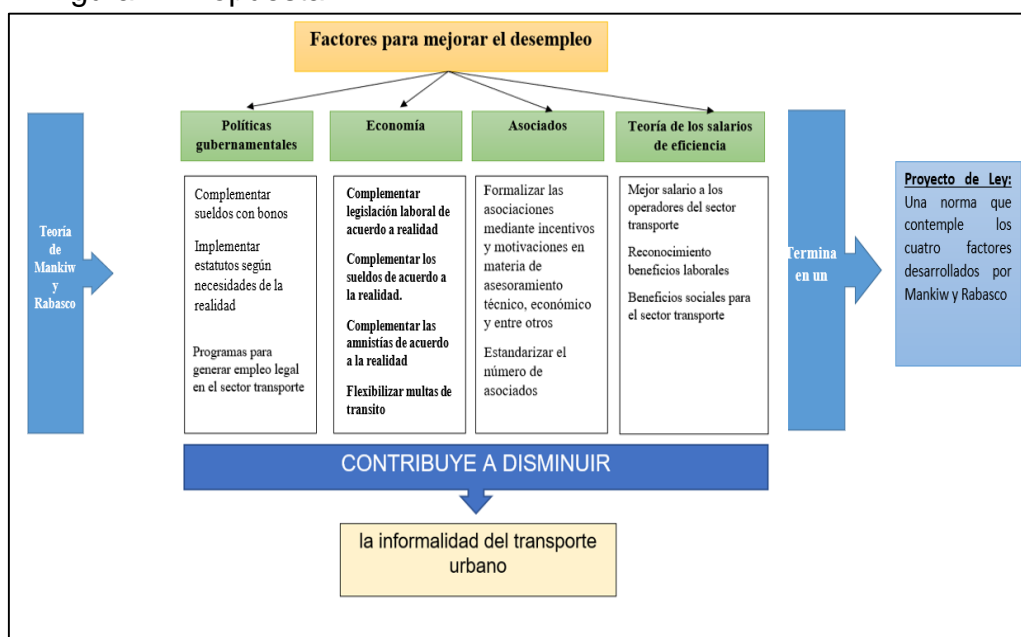 Factores para mejorar el desempleo
Teoría
de
Mankiw
y
Rabasco
Políticas
gubernamentales
Complementar
sueldos con bonos
Implementar
estatutos según
necesidades de la
realidad
Programas para
generar empleo legal
en el sector transporte
Economía
Complementar
legislación laboral de
acuerdo a realidad
Complementar los
sueldos de acuerdo a
la realidad.
Complementar las
amnistías de acuerdo
a la realidad
Flexibilizar multas de
transito
Asociados
Formalizar las
asociaciones
mediante incentivos
y motivaciones en
materia de
asesoramiento
técnico, económico
y entre otros
Estandarizar el
número de
asociados
Teoría de los salarios
de eficiencia
Mejor salario a los
operadores del sector
transporte
Reconocimiento
beneficios laborales
Beneficios sociales para
el sector transporte
Termina
en un
Proyecto de Ley:
Una norma que
contemple los
cuatro factores
desarrollados por
Mankiw y Rabasco
CONTRIBUYE A DISMINUIR
la informalidad del transporte
urbano